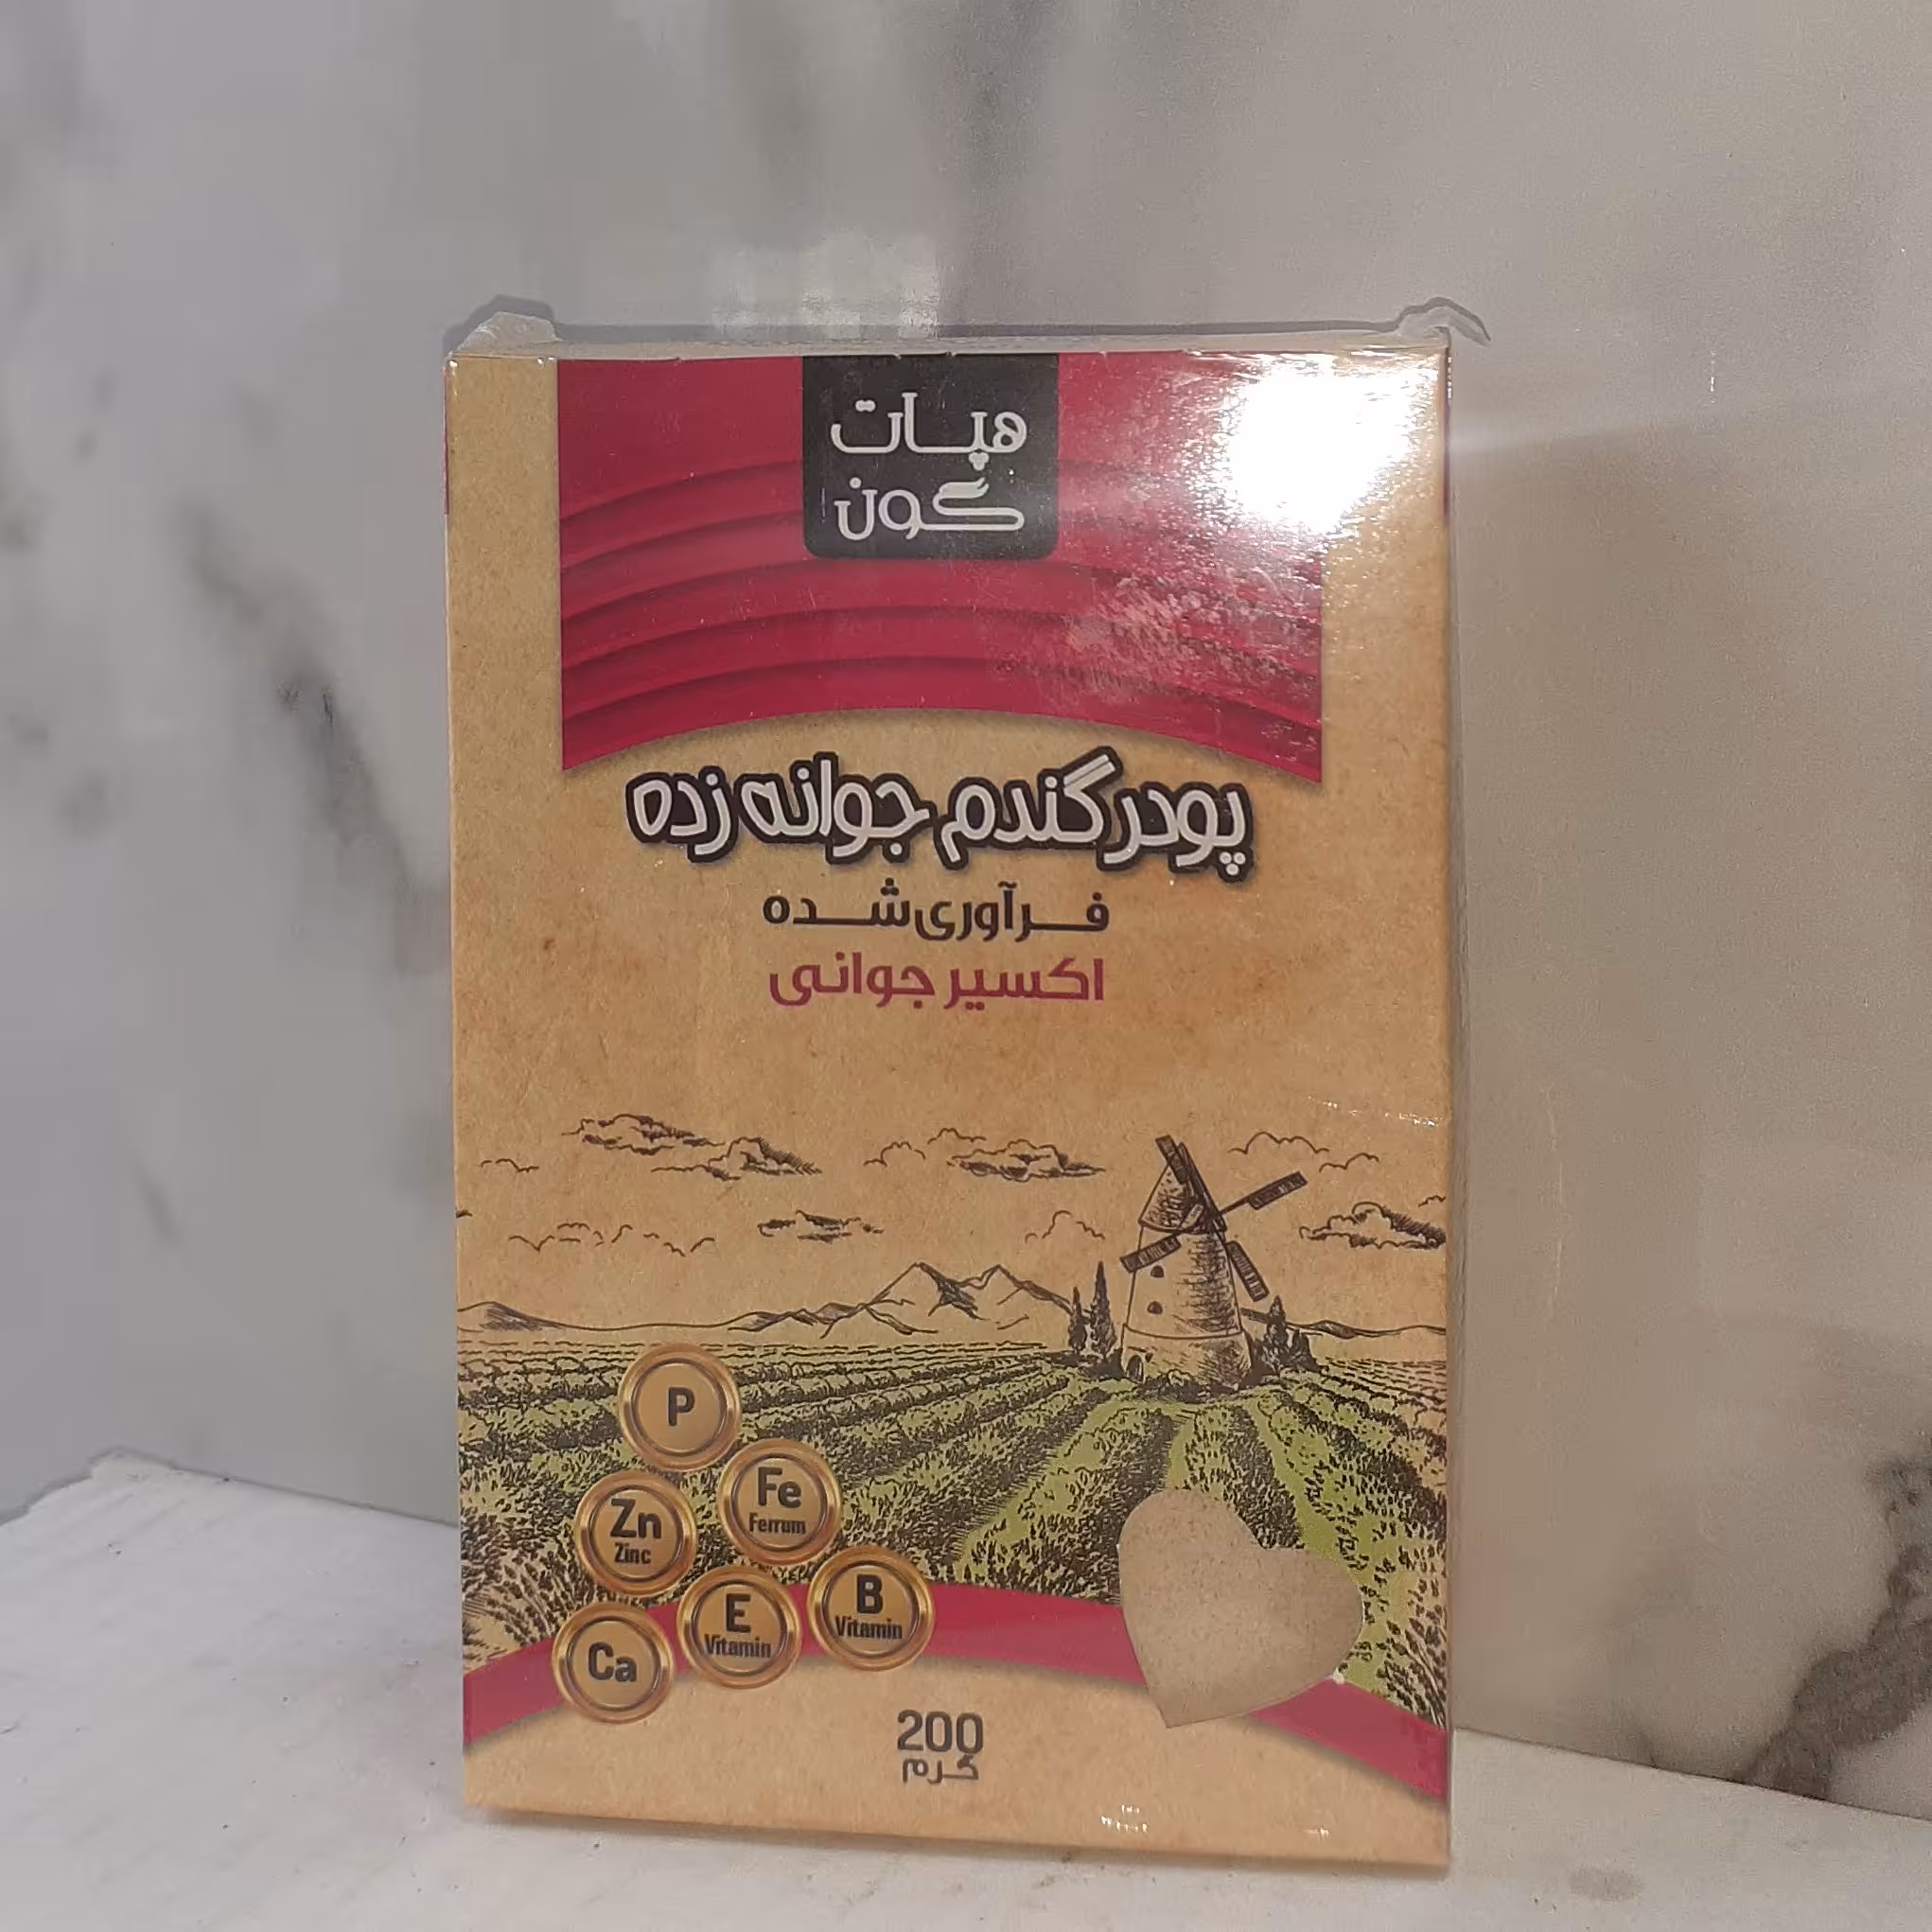 هپات
گون
پودر گندم جوانه زده
فرآوری شده
اکسیر جوانی
P
Fe
Ferrum
Zn
Zinc
B
Vitamin
E
Vitamin
Ca
200
گرم